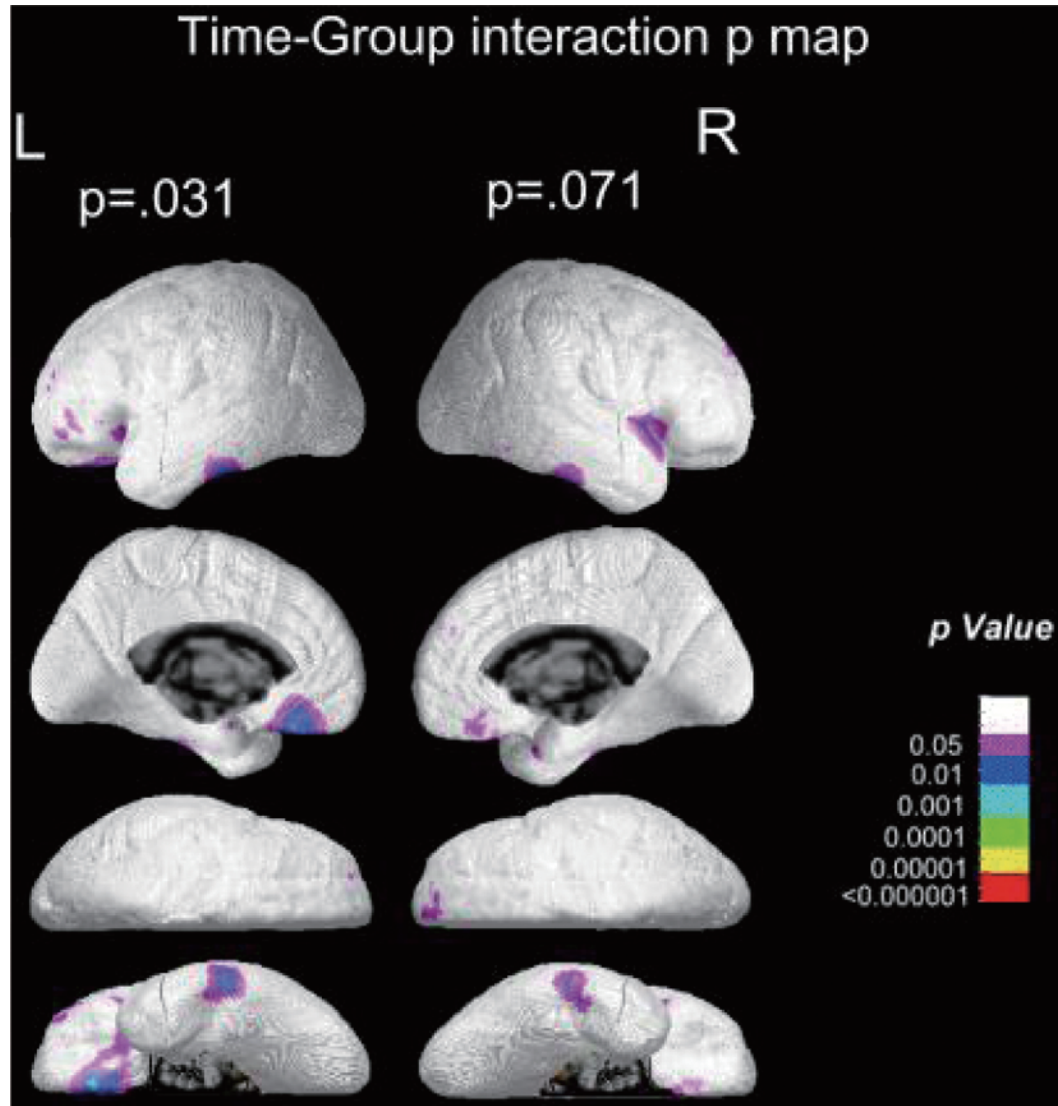 Time-Group interaction p map
L R
p=.031 p=.071
p Value
0.05
0.01
0.001
0.0001
0.00001
<0.000001